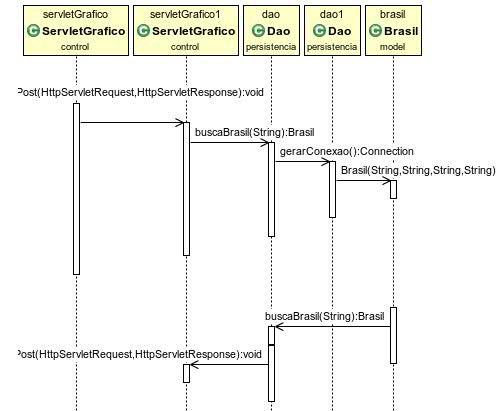 servletGrafico servletGrafico1 dao dao1 brasil
C ServletGrafico C ServletGrafico C Dao C Dao C Brasil
control control persistencia persistencia model
Post(HttpServletRequest,HttpServletResponse):void
buscaBrasil(String):Brasil
gerarConexao():Connection
Brasil(String,String,String,String)
buscaBrasil(String):Brasil
Post(HttpServletRequest,HttpServletResponse):void